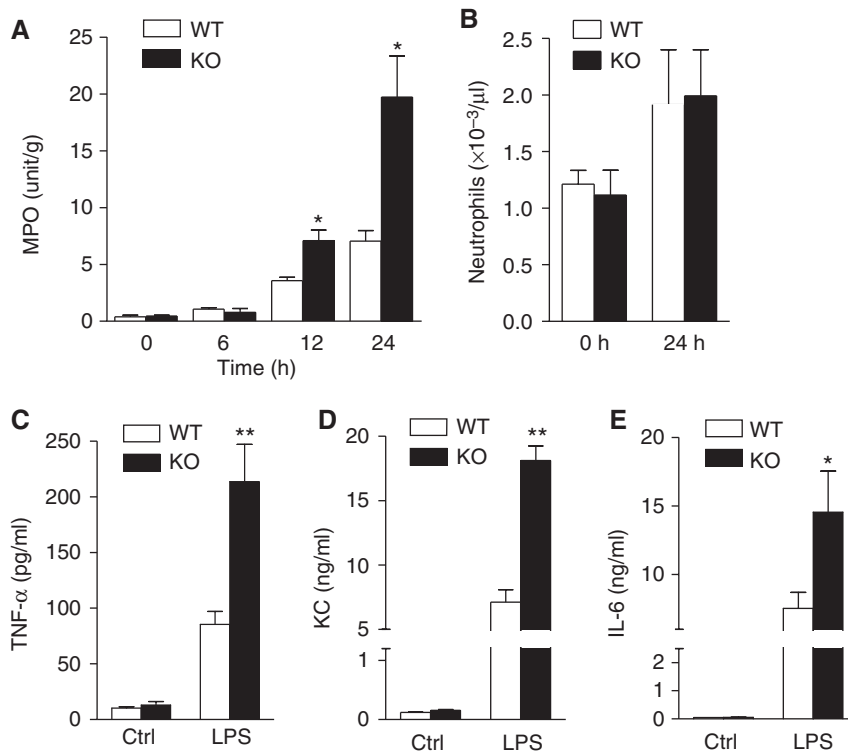 A
WT
KO
MPO (unit/g)
25
20
15
10
5
0
*
*
0 6 12 24
Time (h)
B
WT
KO
Neutrophils (×10⁻³/µl)
2.5
2.0
1.5
1.0
0.5
0.0
0 h 24 h
C
WT
KO
TNF-α (pg/ml)
250
200
150
100
50
0
**
Ctrl LPS
D
WT
KO
KC (ng/ml)
20
15
10
5
1
0
**
Ctrl LPS
E
WT
KO
IL-6 (ng/ml)
20
15
10
2
1
0
*
Ctrl LPS